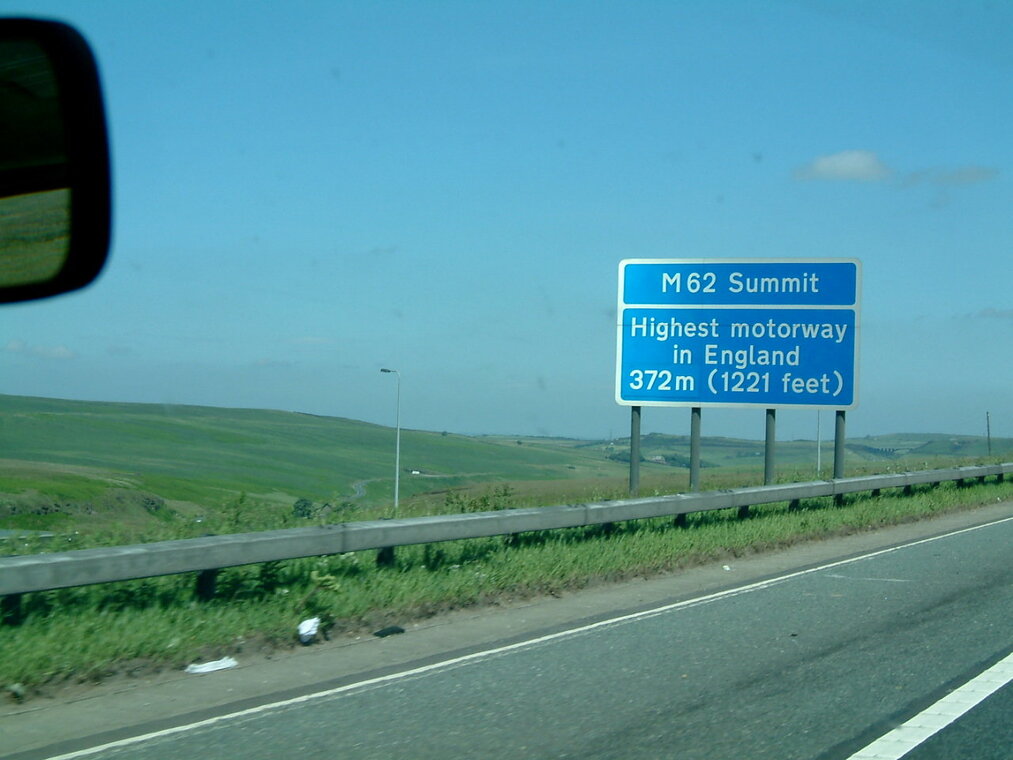 M62 Summit
Highest motorway
in England
372m (1221 feet)